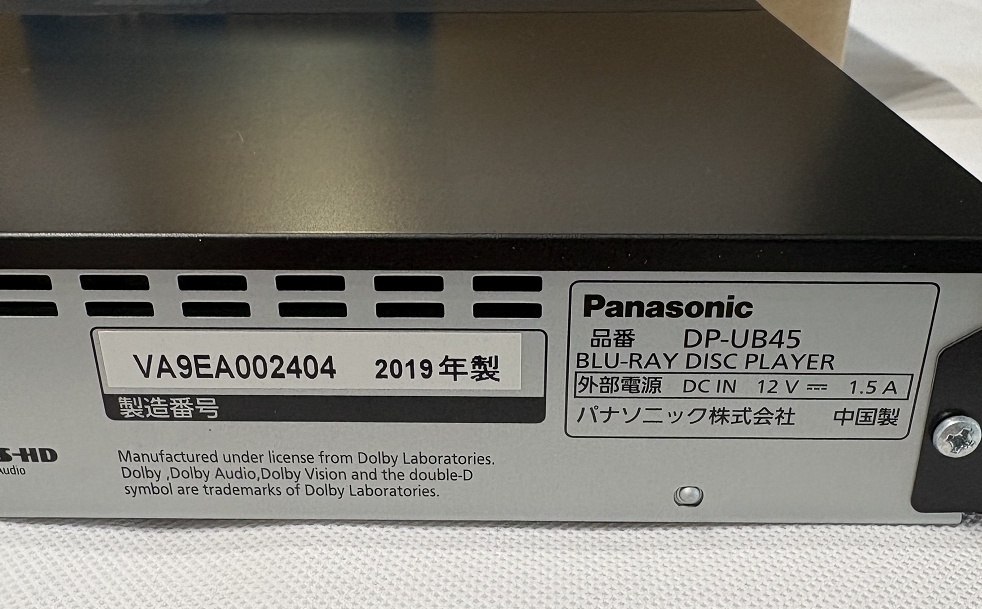 VA9EA002404 2019年製
製造番号
Panasonic
品番 DP-UB45
BLU-RAY DISC PLAYER
外部電源 DC IN 12 V ⎓ 1.5 A
パナソニック株式会社 中国製
S-HD
Audio
Manufactured under license from Dolby Laboratories.
Dolby ,Dolby Audio,Dolby Vision and the double-D
symbol are trademarks of Dolby Laboratories.